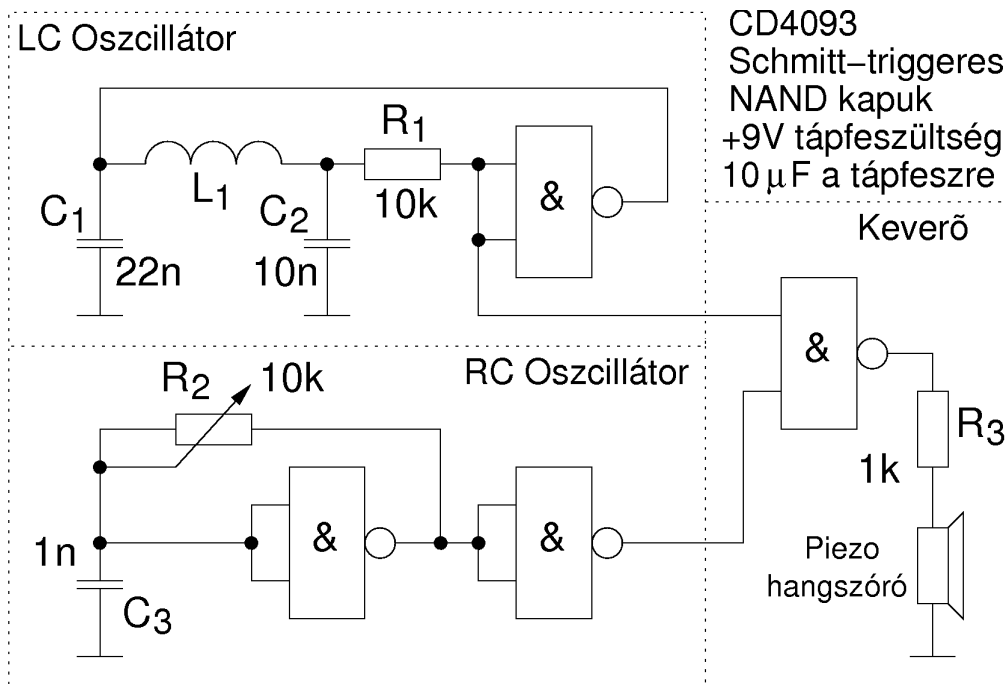 LC Oszcillátor
CD4093
Schmitt–triggeres
NAND kapuk
+9V tápfeszültség
10 μF a tápfeszre
R1
10k
L1
C1
22n
C2
10n
&
Keverõ
&
R3
1k
Piezo
hangszóró
RC Oszcillátor
R2
10k
1n
C3
&
&